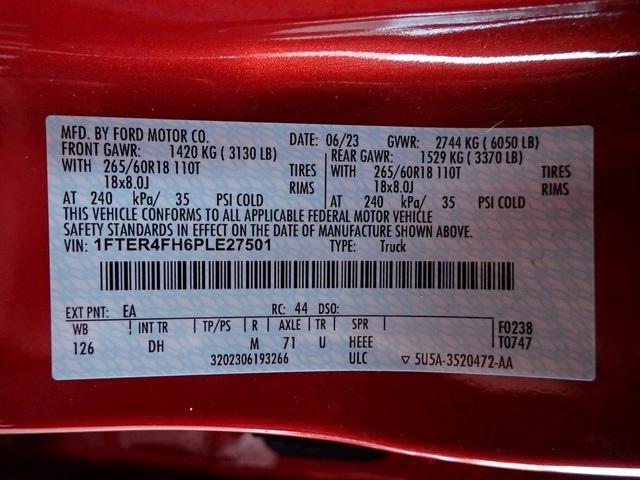 MFD. BY FORD MOTOR CO. DATE: 06/23 GVWR: 2744 KG ( 6050 LB)
FRONT GAWR: 1420 KG ( 3130 LB) REAR GAWR: 1529 KG ( 3370 LB)
WITH 265/60R18 110T TIRES WITH 265/60R18 110T TIRES
18x8.0J RIMS 18x8.0J RIMS
AT 240 kPa/ 35 PSI COLD AT 240 kPa/ 35 PSI COLD
THIS VEHICLE CONFORMS TO ALL APPLICABLE FEDERAL MOTOR VEHICLE
SAFETY STANDARDS IN EFFECT ON THE DATE OF MANUFACTURE SHOWN ABOVE.
VIN: 1FTER4FH6PLE27501 TYPE: Truck
EXT PNT: EA RC: 44 DSO:
WB INT TR TP/PS R AXLE TR SPR F0238
126 DH M 71 U HEEE T0747
3202306193266 ULC ▽ 5U5A-3520472-AA